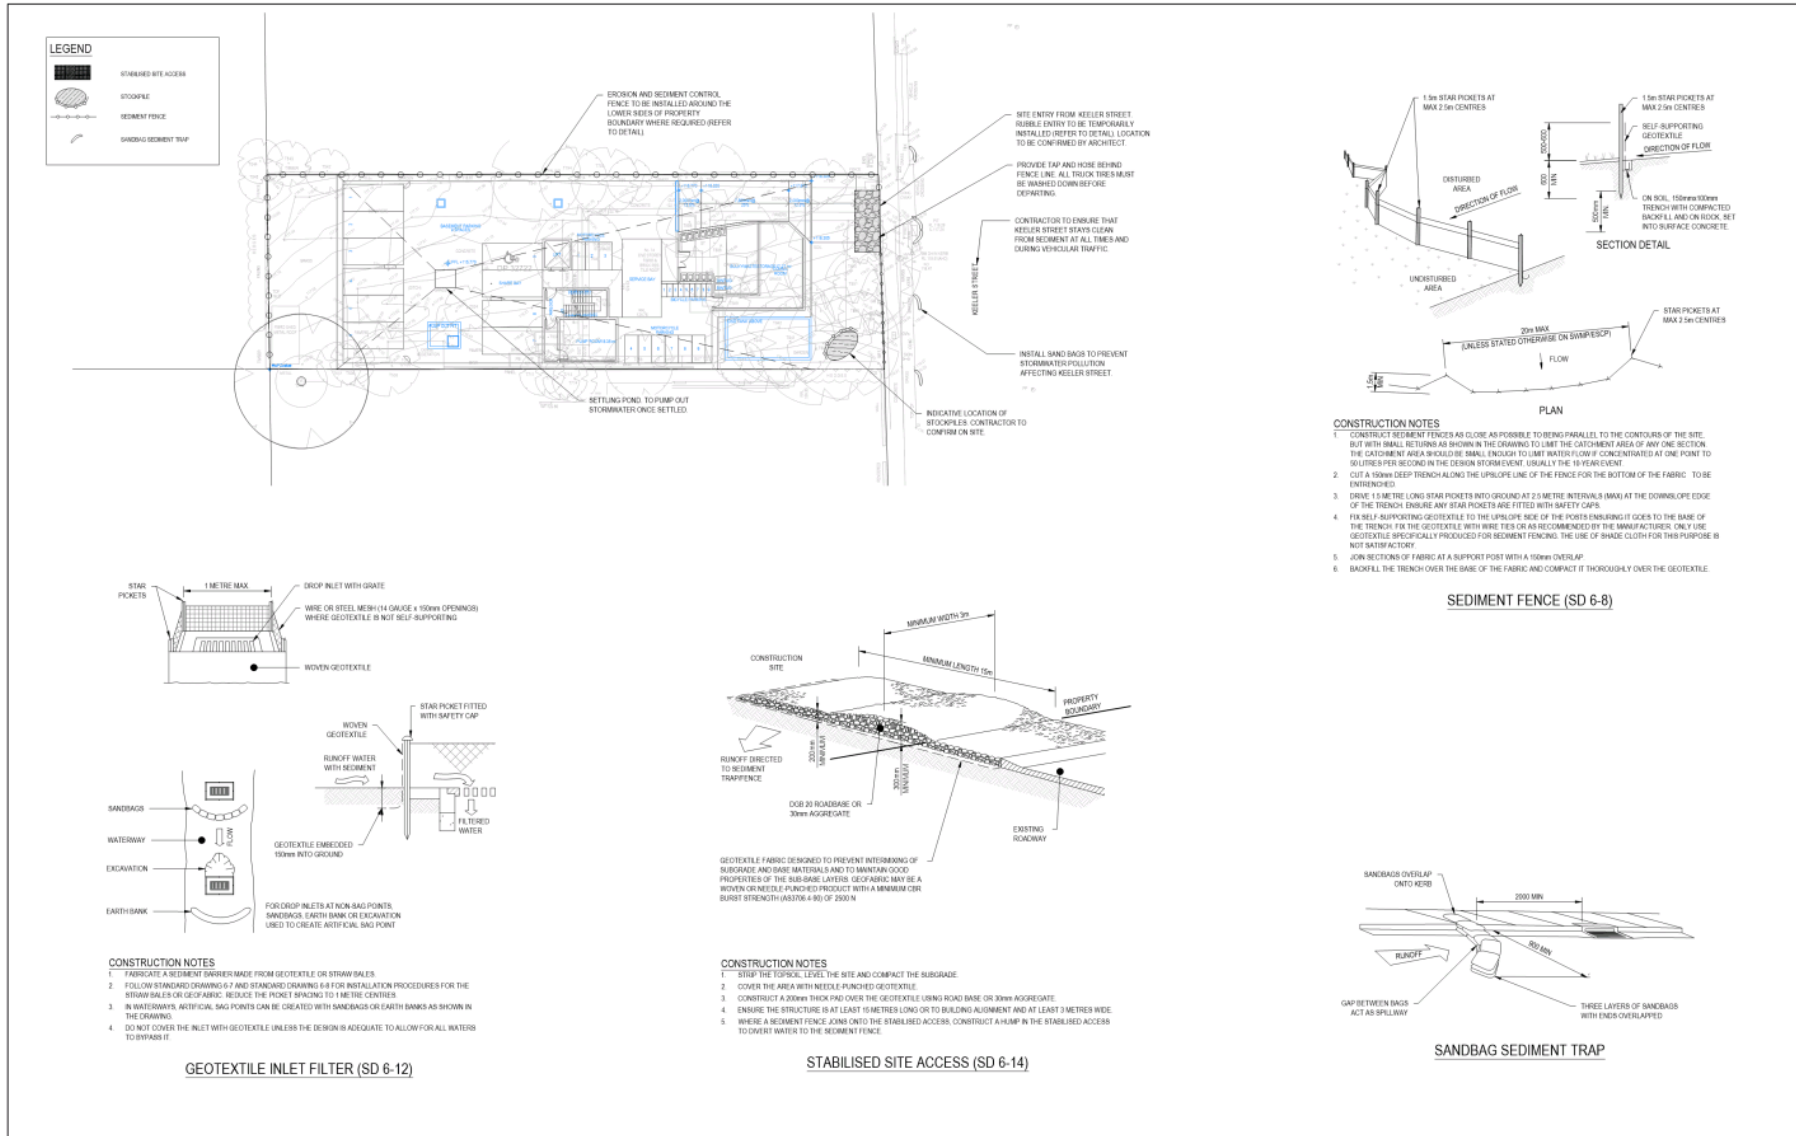 LEGEND
STABILISED SITE ACCESS
STOCKPILE
SEDIMENT FENCE
SANDBAG SEDIMENT TRAP
EROSION AND SEDIMENT CONTROL
FENCE TO BE INSTALLED AROUND THE
LOWER SIDES OF PROPERTY
BOUNDARY WHERE REQUIRED (REFER
TO DETAIL)
SITE ENTRY FROM KEELER STREET.
RUBBLE ENTRY TO BE TEMPORARILY
INSTALLED (REFER TO DETAIL). LOCATION
TO BE CONFIRMED BY ARCHITECT.
PROVIDE TAP AND HOSE BEHIND
FENCE LINE. ALL TRUCK TIRES MUST
BE WASHED DOWN BEFORE
DEPARTING.
CONTRACTOR TO ENSURE THAT
KEELER STREET STAYS CLEAN
FROM SEDIMENT AT ALL TIMES AND
DURING VEHICULAR TRAFFIC
KEELER STREET
INSTALL SAND BAGS TO PREVENT
STORMWATER POLLUTION
AFFECTING KEELER STREET.
SETTLING POND. TO PUMP OUT
STORMWATER ONCE SETTLED.
INDICATIVE LOCATION OF
STOCKPILES. CONTRACTOR TO
CONFIRM ON SITE.
1.5m STAR PICKETS AT
MAX 2.5m CENTRES
DISTURBED
AREA
DIRECTION OF FLOW
UNDISTURBED
AREA
1.5m STAR PICKETS AT
MAX 2.5m CENTRES
SELF-SUPPORTING
GEOTEXTILE
DIRECTION OF FLOW
500-600
600
MIN
500mm
MIN.
ON SOIL, 150mmx100mm
TRENCH WITH COMPACTED
BACKFILL AND ON ROCK, SET
INTO SURFACE CONCRETE.
SECTION DETAIL
STAR PICKETS AT
MAX 2.5m CENTRES
20m MAX
(UNLESS STATED OTHERWISE ON SWMP/ESCP)
FLOW
1.5m
MIN
PLAN
CONSTRUCTION NOTES
1. CONSTRUCT SEDIMENT FENCES AS CLOSE AS POSSIBLE TO BEING PARALLEL TO THE CONTOURS OF THE SITE,
BUT WITH SMALL RETURNS AS SHOWN IN THE DRAWING TO LIMIT THE CATCHMENT AREA OF ANY ONE SECTION.
THE CATCHMENT AREA SHOULD BE SMALL ENOUGH TO LIMIT WATER FLOW IF CONCENTRATED AT ONE POINT TO
50 LITRES PER SECOND IN THE DESIGN STORM EVENT, USUALLY THE 10-YEAR EVENT.
2. CUT A 150mm DEEP TRENCH ALONG THE UPSLOPE LINE OF THE FENCE FOR THE BOTTOM OF THE FABRIC TO BE
ENTRENCHED.
3. DRIVE 1.5 METRE LONG STAR PICKETS INTO GROUND AT 2.5 METRE INTERVALS (MAX) AT THE DOWNSLOPE EDGE
OF THE TRENCH. ENSURE ANY STAR PICKETS ARE FITTED WITH SAFETY CAPS.
4. FIX SELF-SUPPORTING GEOTEXTILE TO THE UPSLOPE SIDE OF THE POSTS ENSURING IT GOES TO THE BASE OF
THE TRENCH. FIX THE GEOTEXTILE WITH WIRE TIES OR AS RECOMMENDED BY THE MANUFACTURER. ONLY USE
GEOTEXTILE SPECIFICALLY PRODUCED FOR SEDIMENT FENCING. THE USE OF SHADE CLOTH FOR THIS PURPOSE IS
NOT SATISFACTORY.
5. JOIN SECTIONS OF FABRIC AT A SUPPORT POST WITH A 150mm OVERLAP.
6. BACKFILL THE TRENCH OVER THE BASE OF THE FABRIC AND COMPACT IT THOROUGHLY OVER THE GEOTEXTILE.
SEDIMENT FENCE (SD 6-8)
STAR
PICKETS
1 METRE MAX.
DROP INLET WITH GRATE
WIRE OR STEEL MESH (14 GAUGE x 150mm OPENINGS)
WHERE GEOTEXTILE IS NOT SELF-SUPPORTING
WOVEN GEOTEXTILE
STAR PICKET FITTED
WITH SAFETY CAP
WOVEN
GEOTEXTILE
RUNOFF WATER
WITH SEDIMENT
FILTERED
WATER
GEOTEXTILE EMBEDDED
150mm INTO GROUND
SANDBAGS
WATERWAY
FLOW
EXCAVATION
EARTH BANK
FOR DROP INLETS AT NON-SAG POINTS,
SANDBAGS, EARTH BANK OR EXCAVATION
USED TO CREATE ARTIFICIAL SAG POINT
CONSTRUCTION NOTES
1. FABRICATE A SEDIMENT BARRIER MADE FROM GEOTEXTILE OR STRAW BALES.
2. FOLLOW STANDARD DRAWING 6-7 AND STANDARD DRAWING 6-8 FOR INSTALLATION PROCEDURES FOR THE
STRAW BALES OR GEOFABRIC. REDUCE THE PICKET SPACING TO 1 METRE CENTRES.
3. IN WATERWAYS, ARTIFICIAL SAG POINTS CAN BE CREATED WITH SANDBAGS OR EARTH BANKS AS SHOWN IN
THE DRAWING.
4. DO NOT COVER THE INLET WITH GEOTEXTILE UNLESS THE DESIGN IS ADEQUATE TO ALLOW FOR ALL WATERS
TO BYPASS IT.
GEOTEXTILE INLET FILTER (SD 6-12)
MINIMUM WIDTH 3m
MINIMUM LENGTH 15m
CONSTRUCTION
SITE
PROPERTY
BOUNDARY
RUNOFF DIRECTED
TO SEDIMENT
TRAP/FENCE
200mm
MINIMUM
300mm
MINIMUM
DGB 20 ROADBASE OR
30mm AGGREGATE
EXISTING
ROADWAY
GEOTEXTILE FABRIC DESIGNED TO PREVENT INTERMIXING OF
SUBGRADE AND BASE MATERIALS AND TO MAINTAIN GOOD
PROPERTIES OF THE SUB-BASE LAYERS. GEOFABRIC MAY BE A
WOVEN OR NEEDLE-PUNCHED PRODUCT WITH A MINIMUM CBR
BURST STRENGTH (AS3706.4-90) OF 2500 N
CONSTRUCTION NOTES
1. STRIP THE TOPSOIL, LEVEL THE SITE AND COMPACT THE SUBGRADE.
2. COVER THE AREA WITH NEEDLE-PUNCHED GEOTEXTILE.
3. CONSTRUCT A 200mm THICK PAD OVER THE GEOTEXTILE USING ROAD BASE OR 30mm AGGREGATE.
4. ENSURE THE STRUCTURE IS AT LEAST 15 METRES LONG OR TO BUILDING ALIGNMENT AND AT LEAST 3 METRES WIDE.
5. WHERE A SEDIMENT FENCE JOINS ONTO THE STABILISED ACCESS, CONSTRUCT A HUMP IN THE STABILISED ACCESS
TO DIVERT WATER TO THE SEDIMENT FENCE.
STABILISED SITE ACCESS (SD 6-14)
SANDBAGS OVERLAP
ONTO KERB
2000 MIN
900 MIN
RUNOFF
GAP BETWEEN BAGS
ACT AS SPILLWAY
THREE LAYERS OF SANDBAGS
WITH ENDS OVERLAPPED
SANDBAG SEDIMENT TRAP